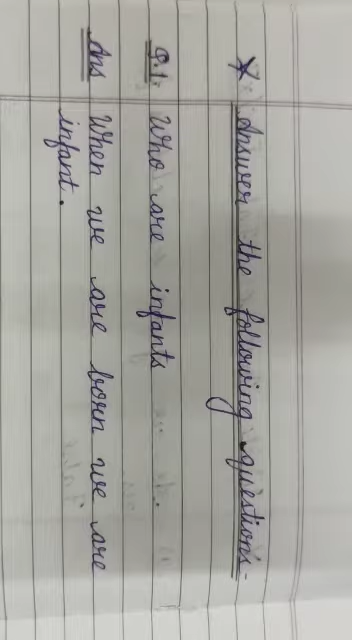 * Answer the following questions-
Q.1. Who are infants
Ans When we are born we are
infant.